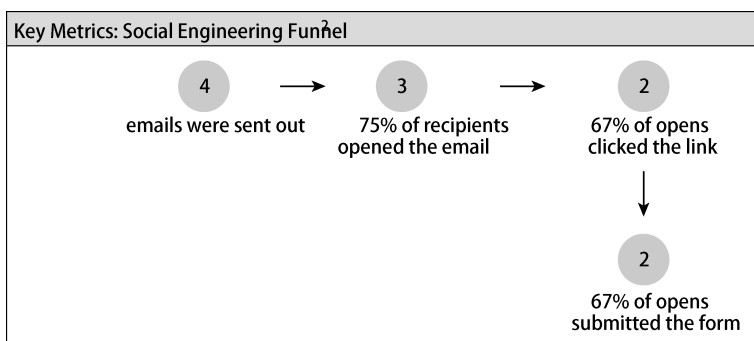 Key Metrics: Social Engineering Funnel2
4
emails were sent out
3
75% of recipients
opened the email
2
67% of opens
clicked the link
2
67% of opens
submitted the form